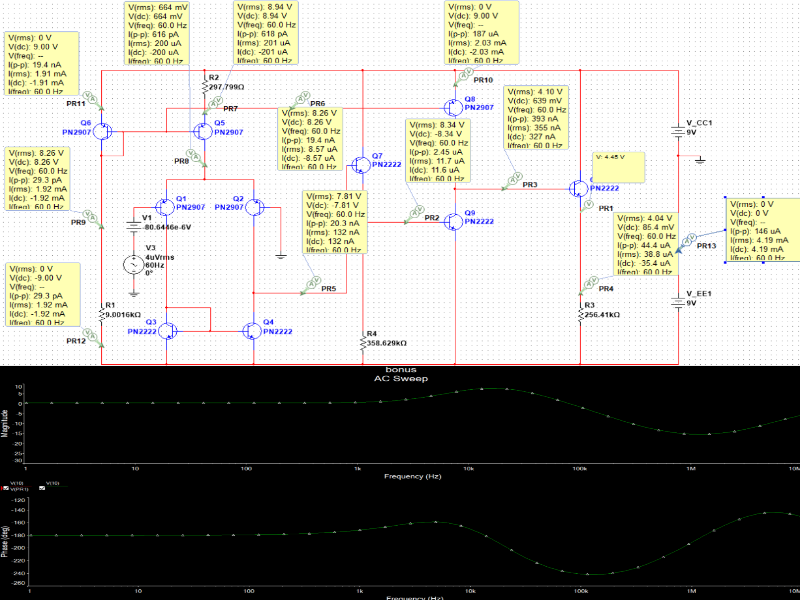 V(rms): 0 V
V(dc): 9.00 V
V(freq): --
I(p-p): 19.4 nA
I(rms): 1.91 mA
I(dc): -1.91 mA
I(freq): 60.0 Hz
PR11
V(rms): 664 mV
V(dc): 664 mV
V(freq): 60.0 Hz
I(p-p): 616 pA
I(rms): 200 uA
I(dc): -200 uA
I(freq): 60.0 Hz
V(rms): 8.94 V
V(dc): 8.94 V
V(freq): 60.0 Hz
I(p-p): 618 pA
I(rms): 201 uA
I(dc): -201 uA
I(freq): 60.0 Hz
V(rms): 0 V
V(dc): 9.00 V
V(freq): --
I(p-p): 187 uA
I(rms): 2.03 mA
I(dc): -2.03 mA
I(freq): 60.0 Hz
PR10
R2
297.799Ω
PR7
PR6
Q6
PN2907
Q5
PN2907
Q8
PN2907
PR8
V(rms): 8.26 V
V(dc): 8.26 V
V(freq): 60.0 Hz
I(p-p): 19.4 nA
I(rms): 8.57 uA
I(dc): -8.57 uA
I(freq): 60.0 Hz
V(rms): 8.24 V
V(dc): -8.34 V
V(freq): 60.0 Hz
I(p-p): 2.45 uA
I(rms): 11.7 uA
I(dc): 11.6 uA
I(freq): 60.0 Hz
V(rms): 4.10 V
V(dc): 639 mV
V(freq): 60.0 Hz
I(p-p): 393 nA
I(rms): 355 nA
I(dc): 327 nA
I(freq): 60.0 Hz
V_CC1
9V
V: 4.45 V
V(rms): 8.26 V
V(dc): 8.26 V
V(freq): 60.0 Hz
I(p-p): 29.3 pA
I(rms): 1.92 mA
I(dc): -1.92 mA
I(freq): 60.0 Hz
PR9
Q7
PN2222
PN2222
PR3
PR1
Q1
PN2907
Q2
PN2907
V1
80.6446e-6V
V3
4uVrms
60Hz
0°
V(rms): 7.81 V
V(dc): 7.81 V
V(freq): 60.0 Hz
I(p-p): 20.3 nA
I(rms): 132 nA
I(dc): 132 nA
I(freq): 60.0 Hz
PR2
Q9
PN2222
V(rms): 4.04 V
V(dc): 85.4 mV
V(freq): 60.0 Hz
I(p-p): 44.4 uA
I(rms): 38.8 uA
I(dc): -35.4 uA
I(freq): 60.0 Hz
V(rms): 0 V
V(dc): 0 V
V(freq): --
I(p-p): 146 uA
I(rms): 4.19 mA
I(dc): 4.19 mA
I(freq): 60.0 Hz
PR13
V(rms): 0 V
V(dc): -9.00 V
V(freq): --
I(p-p): 29.3 pA
I(rms): 1.92 mA
I(dc): -1.92 mA
I(freq): 60.0 Hz
PR12
R1
9.0016kΩ
PR5
PR4
V_EE1
9V
Q3
PN2222
Q4
PN2222
R4
358.629kΩ
R3
256.41kΩ
bonus
AC Sweep
Magnitude
10
5
0
-5
-10
-15
-20
-25
-30
1
10
100
1k
10k
100k
1M
10M
Frequency (Hz)
V(10)
V(PR1)
V(10)
Phase (deg)
-120
-140
-160
-180
-200
-220
-240
-260
1
10
100
1k
10k
100k
1M
10M
Frequency (Hz)